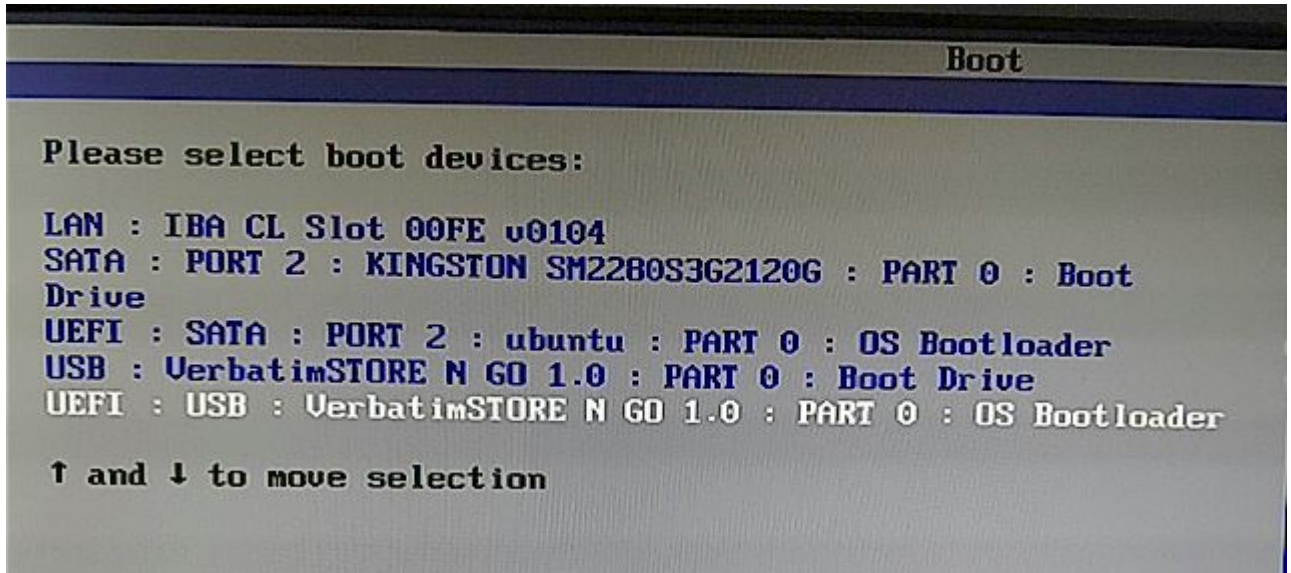 Boot
Please select boot devices:
LAN : IBA CL Slot 00FE v0104
SATA : PORT 2 : KINGSTON SM2280S3G2120G : PART 0 : Boot
Drive
UEFI : SATA : PORT 2 : ubuntu : PART 0 : OS Bootloader
USB : VerbatimSTORE N GO 1.0 : PART 0 : Boot Drive
UEFI : USB : VerbatimSTORE N GO 1.0 : PART 0 : OS Bootloader
↑ and ↓ to move selection